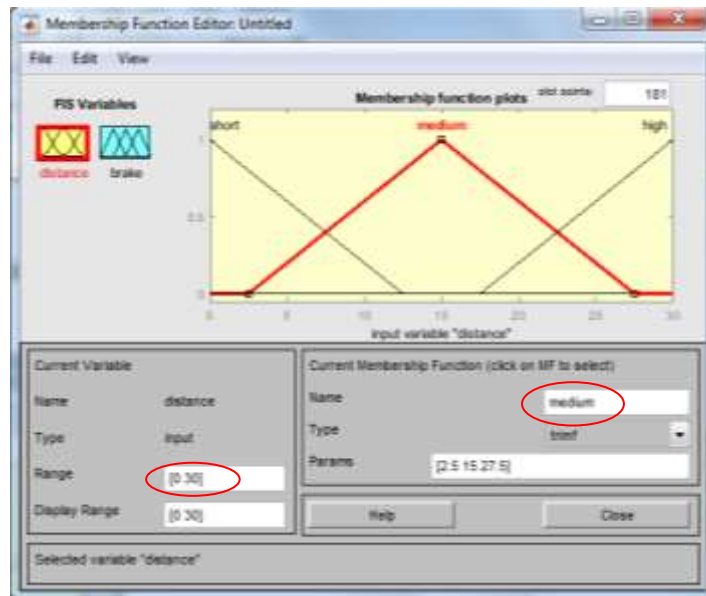 Membership Function Editor: Untitled
File Edit View
FIS Variables
distance brake
Membership function plots
plot points: 181
short medium high
1
0.5
0
0 5 10 15 20 25 30
input variable "distance"
Current Variable
Name distance
Type input
Range [0 30]
Display Range [0 30]
Current Membership Function (click on MF to select)
Name medium
Type trimf
Params [2.5 15 27.5]
Help Close
Selected variable "distance"